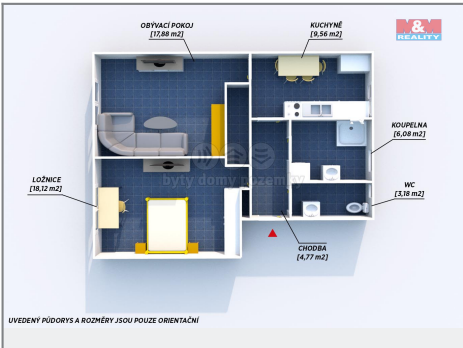 OBÝVACÍ POKOJ
[17,88 m2]
KUCHYNĚ
[9,56 m2]
M&M
REALITY
KOUPELNA
[6,08 m2]
LOŽNICE
[18,12 m2]
byty domy pozemky
WC
[3,18 m2]
CHODBA
[4,77 m2]
UVEDENÝ PŮDORYS A ROZMĚRY JSOU POUZE ORIENTAČNÍ